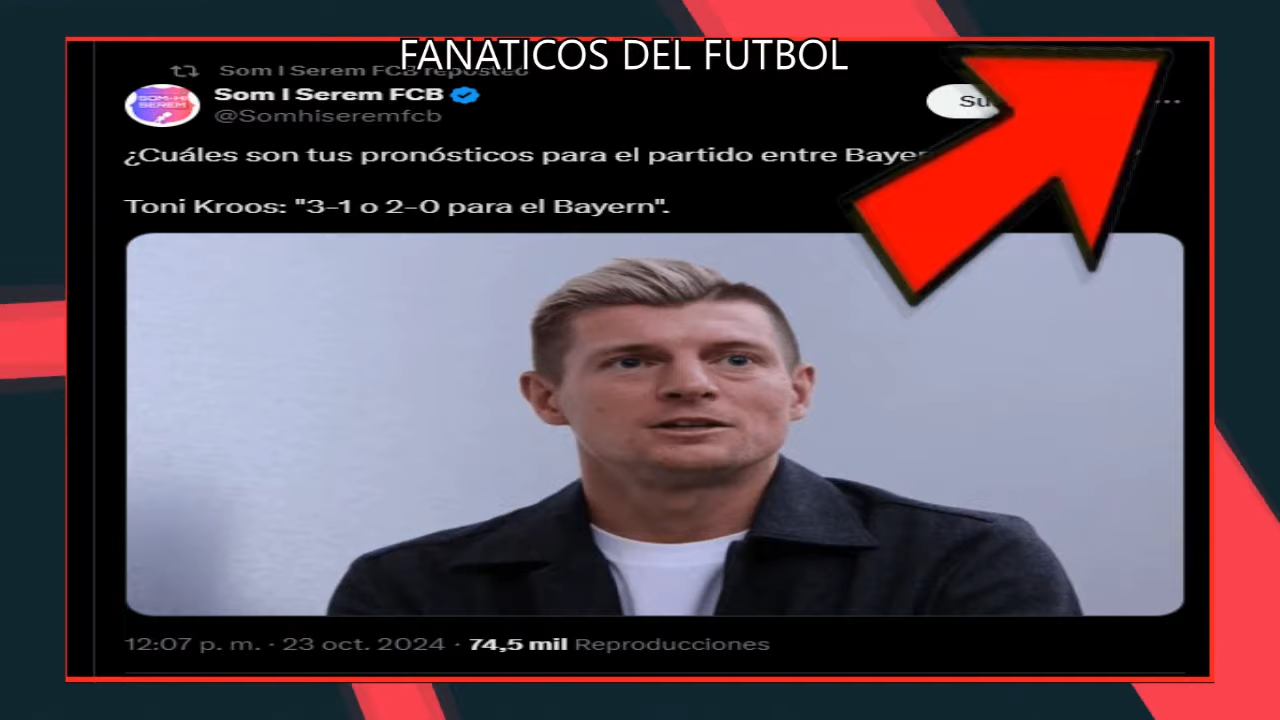 FANATICOS DEL FUTBOL
Som I Serem FCB reposted
Som I Serem FCB
@Somhiseremfcb
¿Cuáles son tus pronósticos para el partido entre
Toni Kroos: "3-1 o 2-0 para el Bayern".
12:07 p. m. · 23 oct. 2024 · 74,5 mil Reproducciones